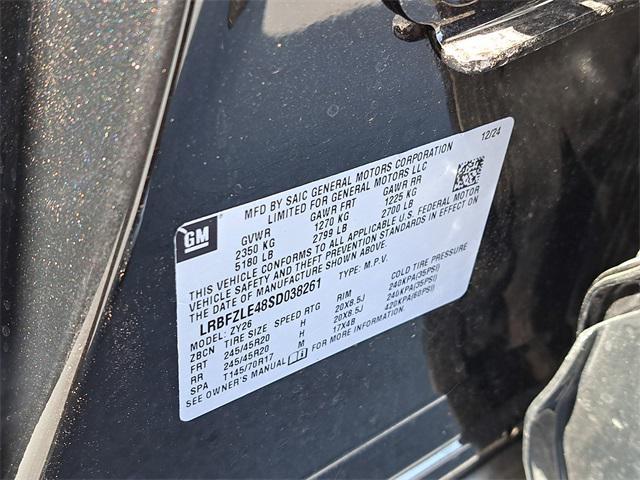 12/24
GM
MFD BY SAIC GENERAL MOTORS CORPORATION
LIMITED FOR GENERAL MOTORS LLC
GVWR GAWR FRT GAWR RR
2350 KG 1270 KG 1225 KG
5180 LB 2799 LB 2700 LB
THIS VEHICLE CONFORMS TO ALL APPLICABLE U.S. FEDERAL MOTOR
VEHICLE SAFETY AND THEFT PREVENTION STANDARDS IN EFFECT ON
THE DATE OF MANUFACTURE SHOWN ABOVE.
LRBFZLE48SD038261 TYPE: M.P.V.
MODEL: ZY26
ZBCN TIRE SIZE SPEED RTG RIM COLD TIRE PRESSURE
FRT 245/45R20 H 20X8.5J 240KPA(35PSI)
RR 245/45R20 H 20X8.5J 240KPA(35PSI)
SPA T145/70R17 M 17X4B 420KPA(60PSI)
SEE OWNER'S MANUAL FOR MORE INFORMATION.